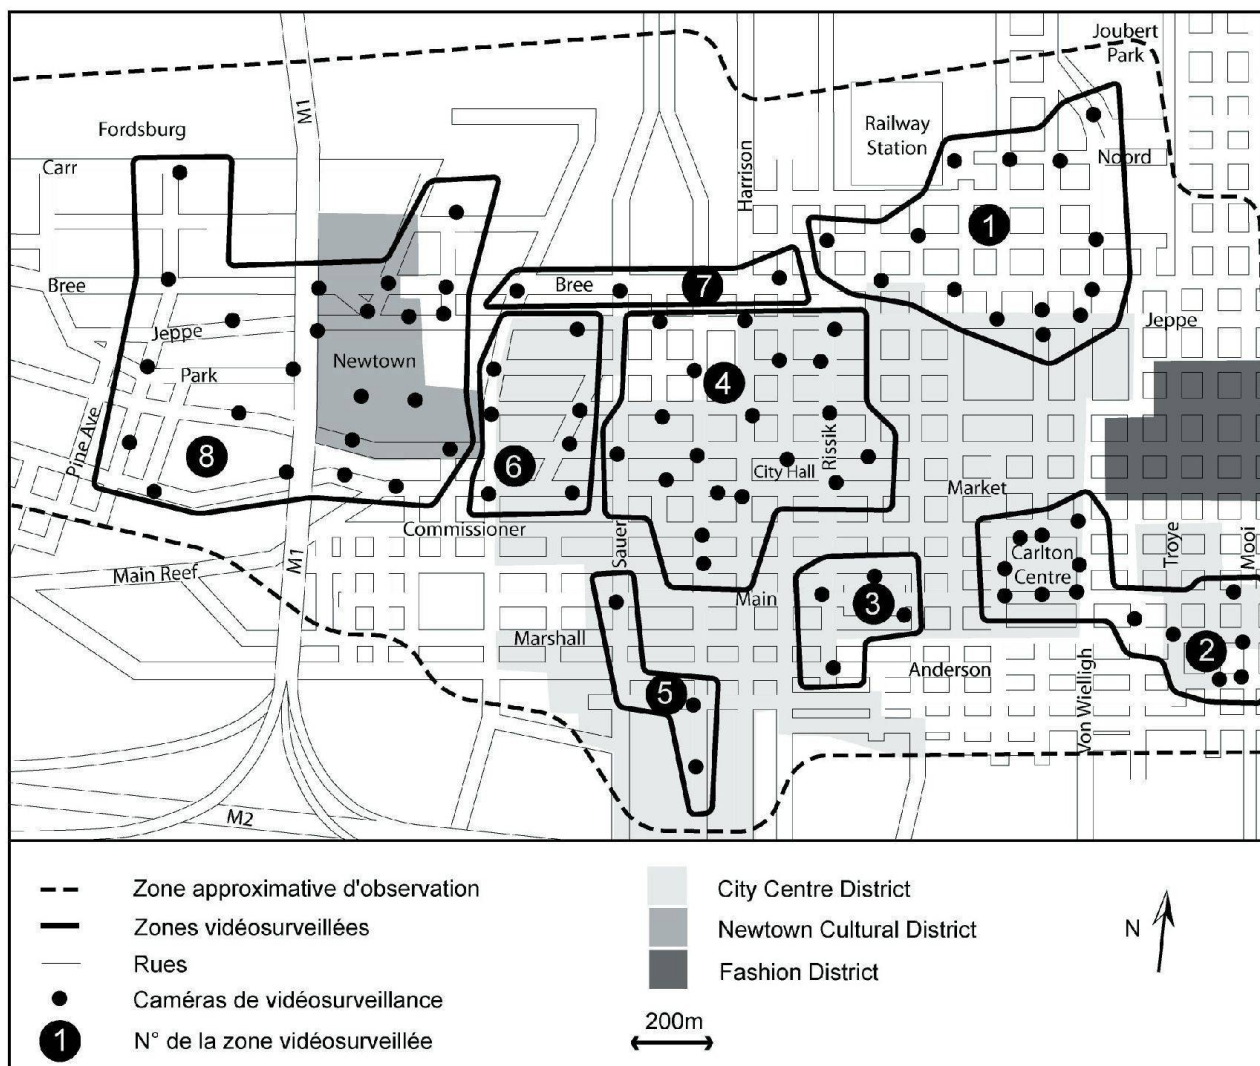 Joubert
Park
M1
Fordsburg
Railway
Station
Carr
Noord
Harrison
1
Bree
Bree
7
Jeppe
Jeppe
Newtown
Park
4
Pine Ave
Rissik
8
6
City Hall
Market
Commissioner
Sauer
Carlton
Centre
Troye
Mooi
M1
Main Reef
Main
3
Marshall
Anderson
2
5
Von Wielligh
M2
Zone approximative d'observation
Zones vidéosurveillées
Rues
Caméras de vidéosurveillance
1 N° de la zone vidéosurveillée
City Centre District
Newtown Cultural District
Fashion District
200m
N